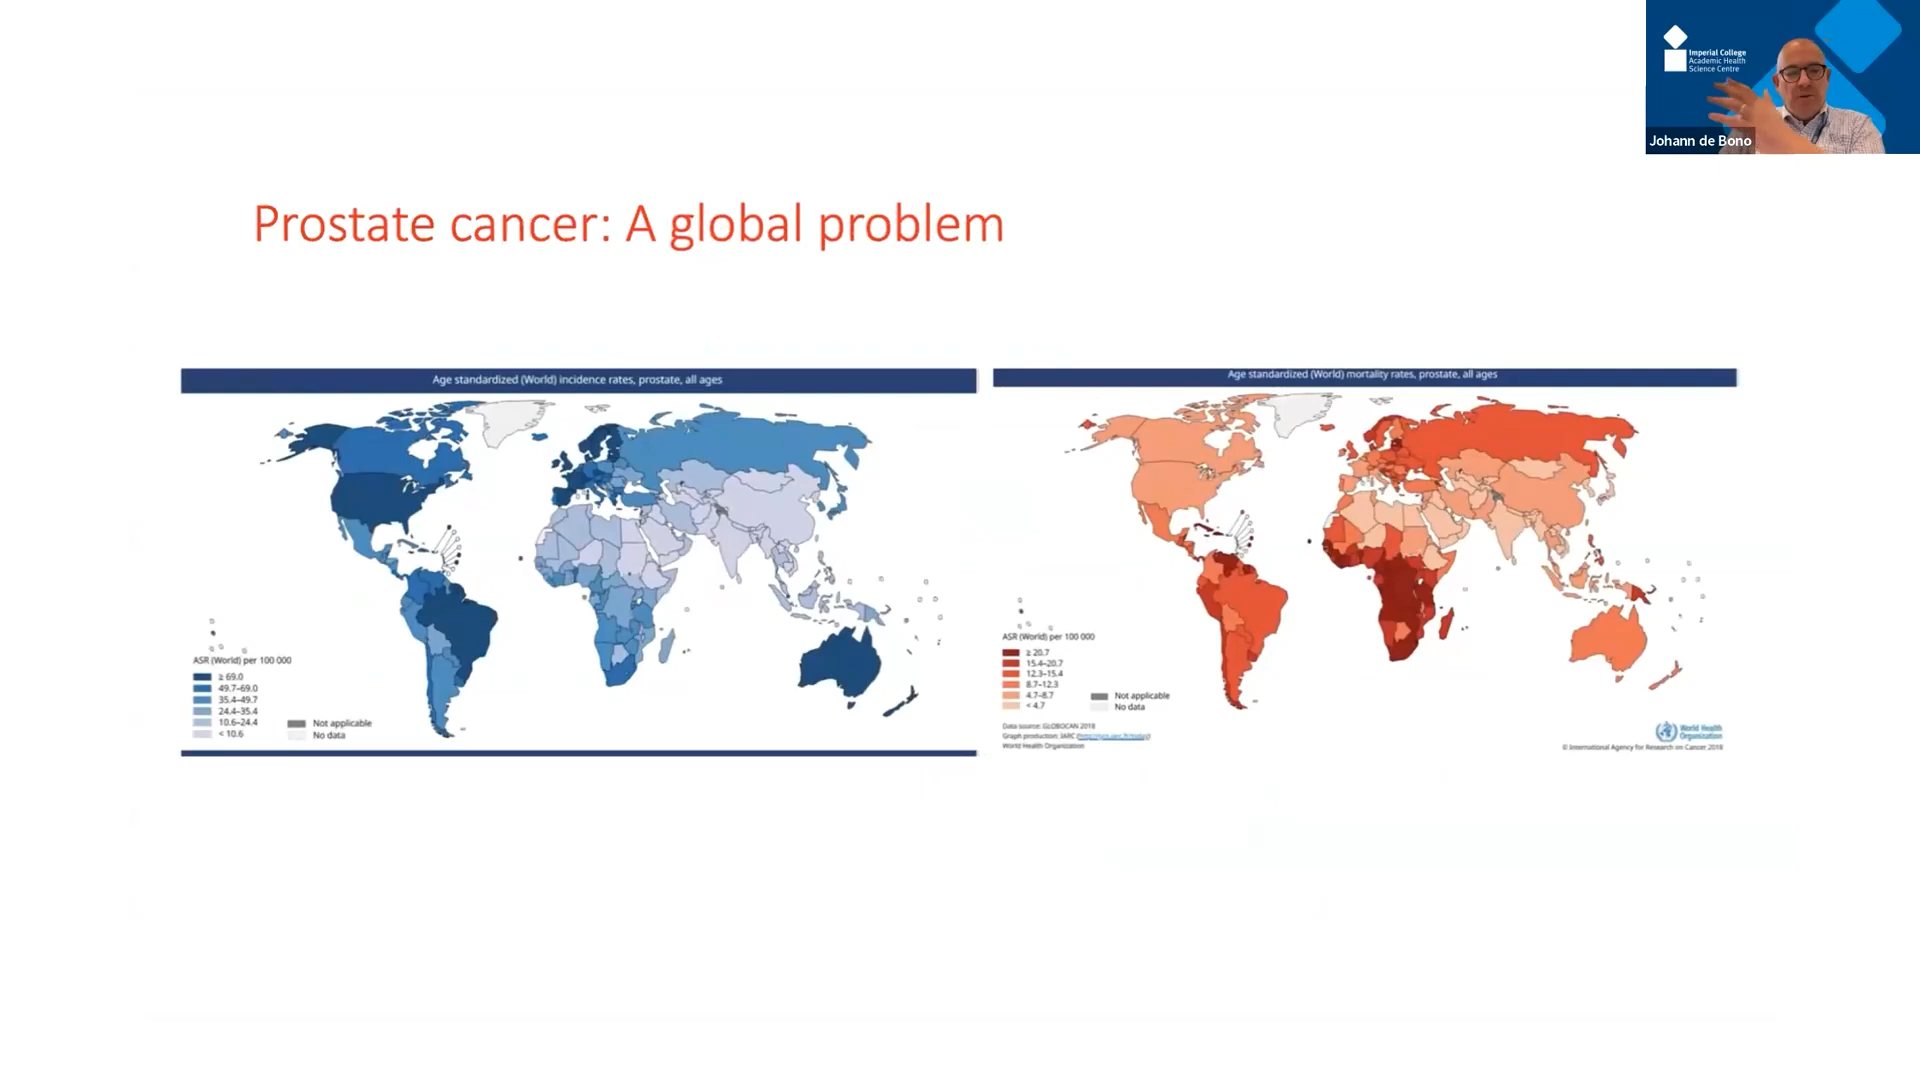 Imperial College
Academic Health
Science Centre
Johann de Bono
Prostate cancer: A global problem
Age standardized (World) incidence rates, prostate, all ages
ASR (World) per 100 000
≥ 69.0
49.7–69.0
35.4–49.7
24.4–35.4
10.6–24.4
< 10.6
Not applicable
No data
Age standardized (World) mortality rates, prostate, all ages
ASR (World) per 100 000
≥ 20.7
15.4–20.7
12.3–15.4
8.7–12.3
4.7–8.7
< 4.7
Not applicable
No data
Data source: GLOBOCAN 2018
Graph production: IARC
World Health Organization
World Health
Organization
© International Agency for Research on Cancer 2018